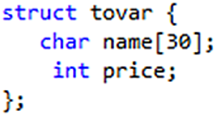 struct tovar {
char name[30];
int price;
};